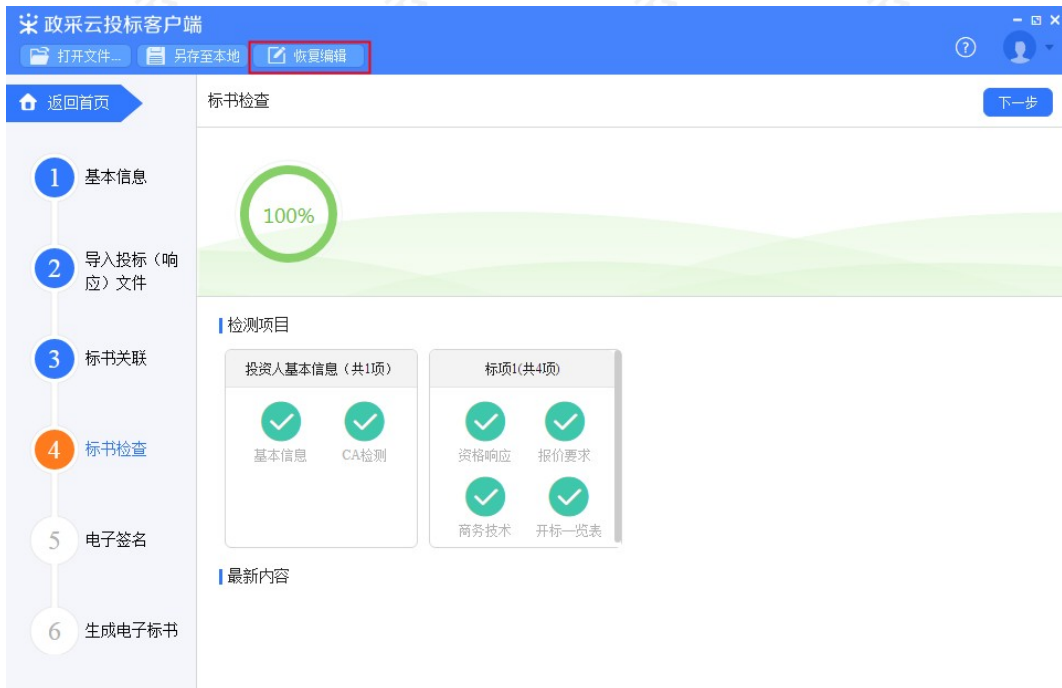 政采云投标客户端
打开文件... 另存至本地 恢复编辑
返回首页
标书检查
下一步
1 基本信息
100%
2 导入投标（响
应）文件
检测项目
3 标书关联
投资人基本信息（共1项）
标项1(共4项)
4 标书检查
基本信息 CA检测
资格响应 报价要求
商务技术 开标一览表
5 电子签名
最新内容
6 生成电子标书